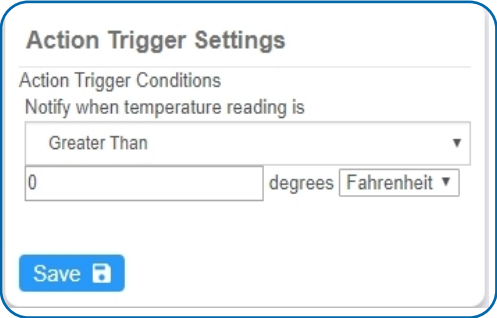 Action Trigger Settings
Action Trigger Conditions
Notify when temperature reading is
Greater Than
0 degrees Fahrenheit
Save